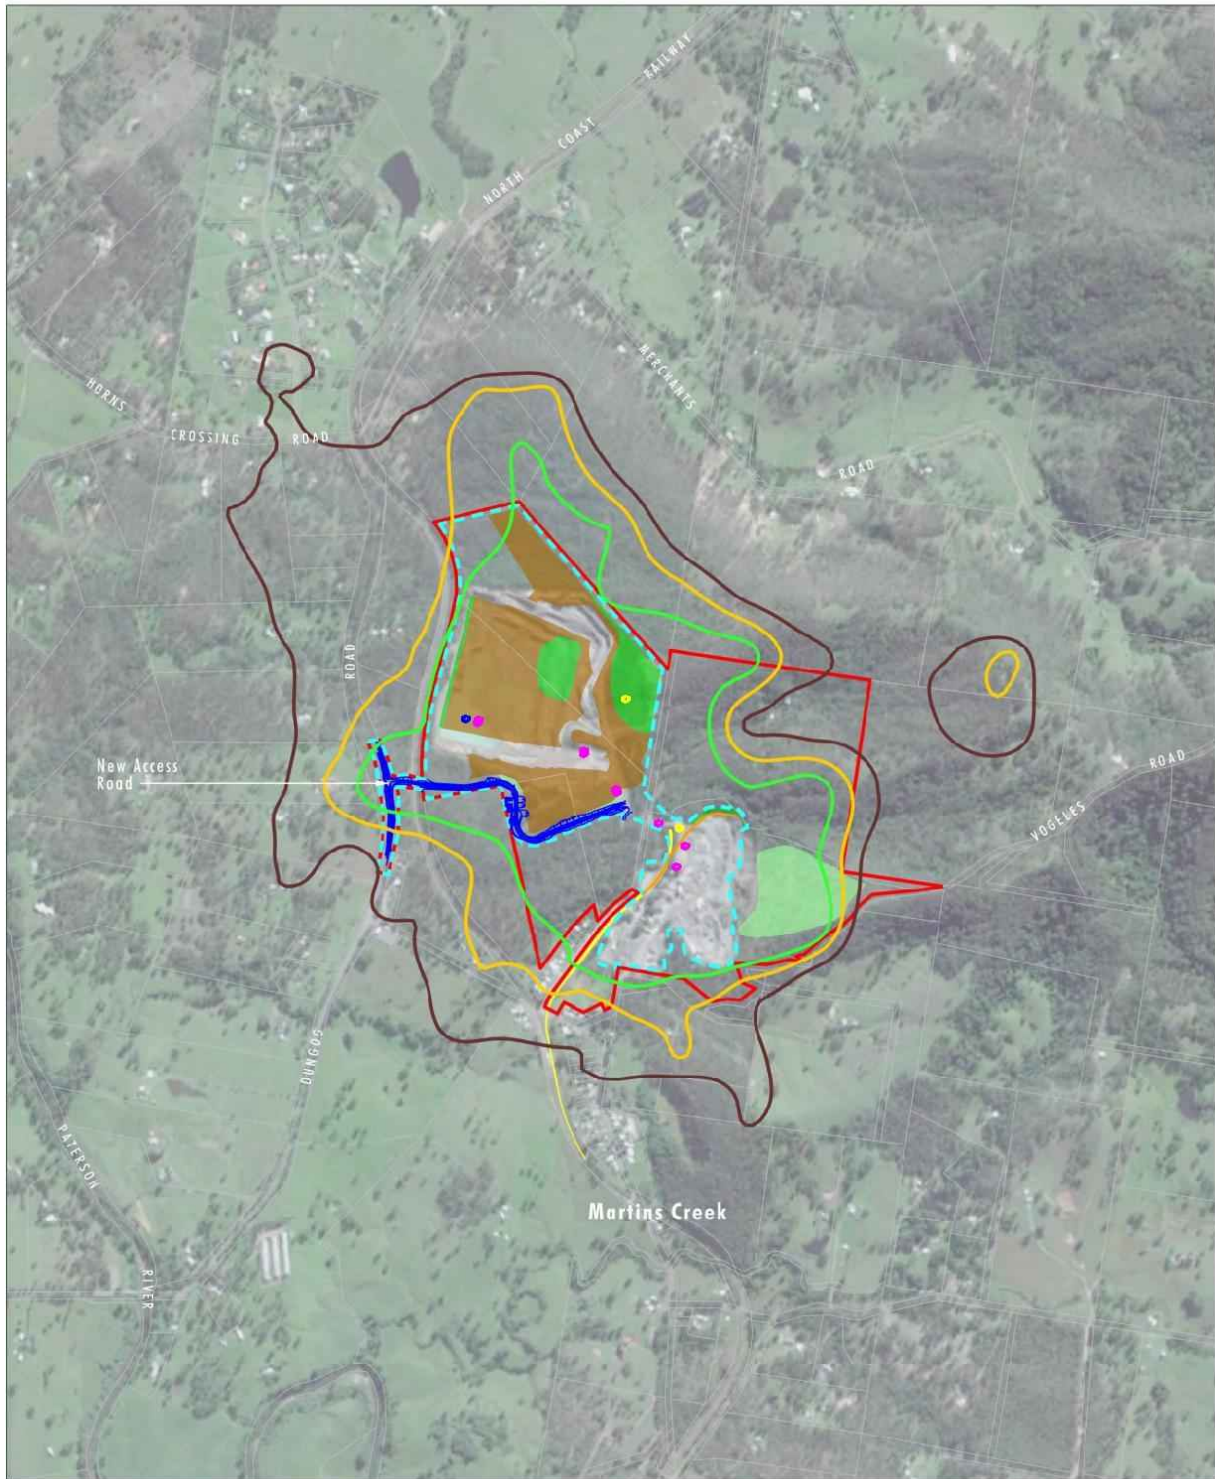 RAILWAY
COAST
NORTH
MERCHANTS
HORNS
CROSSING ROAD
ROAD
ROAD
New Access
Road
ROAD
VOGELES
DUNGOG
PATERSON
Martins Creek
RIVER